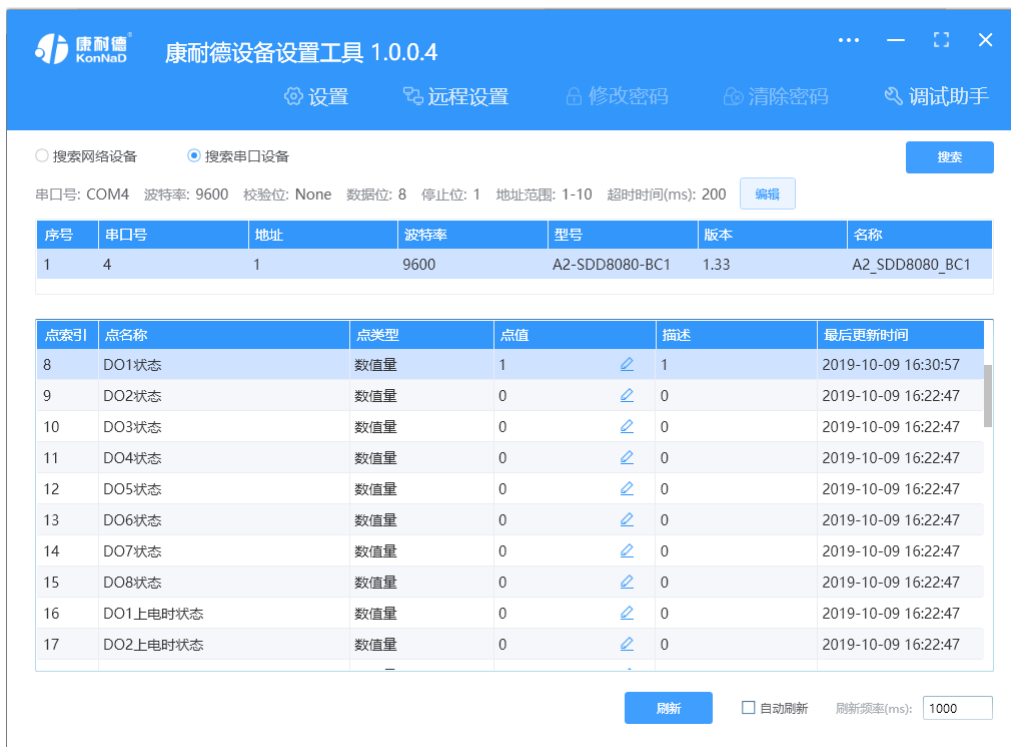 康耐德® KonNaD 康耐德设备设置工具 1.0.0.4
设置 远程设置 修改密码 清除密码 调试助手
搜索网络设备 搜索串口设备 搜索
串口号: COM4 波特率: 9600 校验位: None 数据位: 8 停止位: 1 地址范围: 1-10 超时时间(ms): 200 编辑
序号 串口号 地址 波特率 型号 版本 名称
1 4 1 9600 A2-SDD8080-BC1 1.33 A2_SDD8080_BC1
点索引 点名称 点类型 点值 描述 最后更新时间
8 DO1状态 数值量 1 1 2019-10-09 16:30:57
9 DO2状态 数值量 0 0 2019-10-09 16:22:47
10 DO3状态 数值量 0 0 2019-10-09 16:22:47
11 DO4状态 数值量 0 0 2019-10-09 16:22:47
12 DO5状态 数值量 0 0 2019-10-09 16:22:47
13 DO6状态 数值量 0 0 2019-10-09 16:22:47
14 DO7状态 数值量 0 0 2019-10-09 16:22:47
15 DO8状态 数值量 0 0 2019-10-09 16:22:47
16 DO1上电时状态 数值量 0 0 2019-10-09 16:22:47
17 DO2上电时状态 数值量 0 0 2019-10-09 16:22:47
刷新 自动刷新 刷新频率(ms): 1000